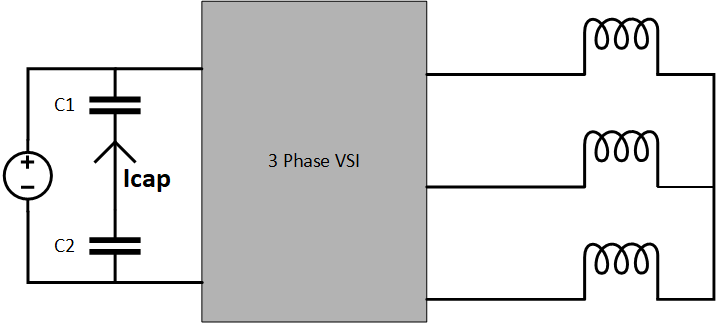 C1
Icap
3 Phase VSI
C2